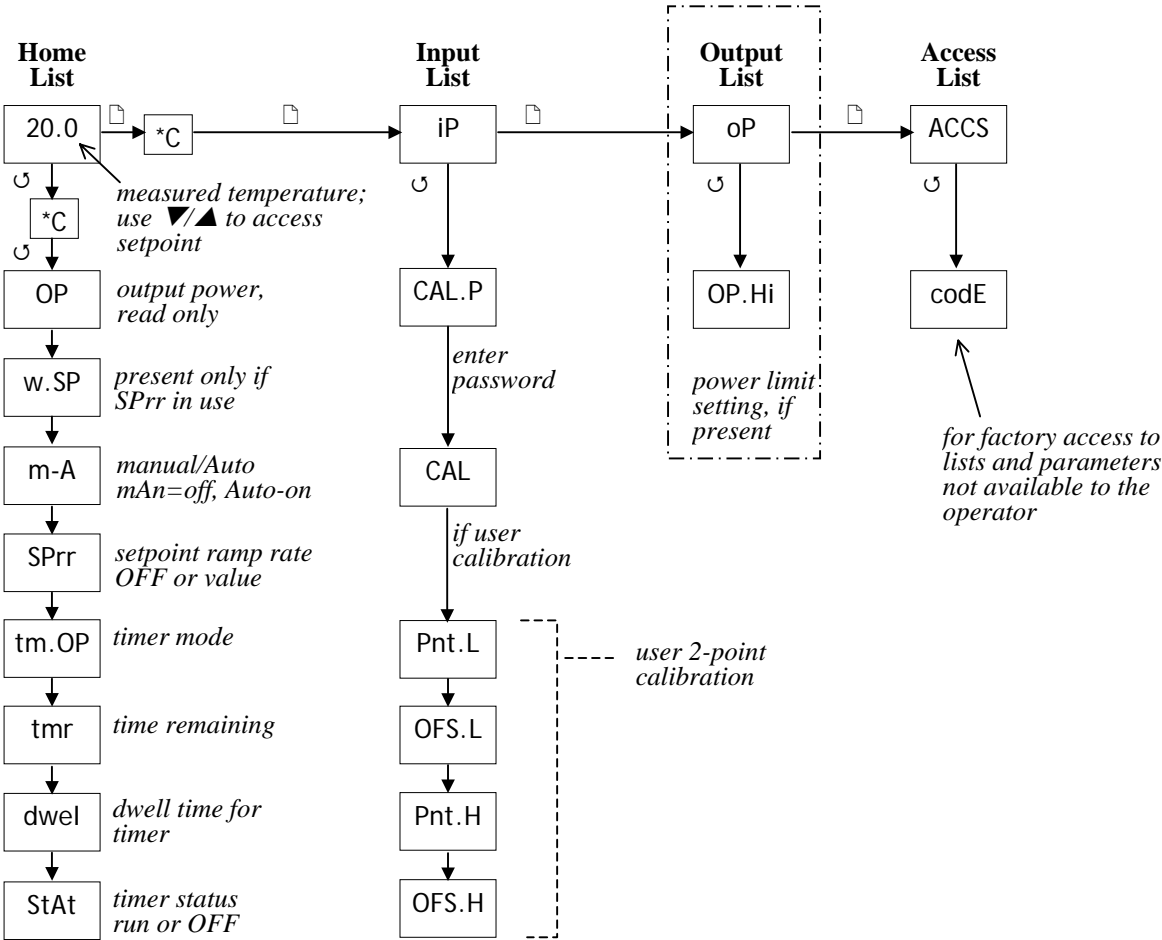 Home
List
Input
List
Output
List
Access
List
20.0
*C
iP
oP
ACCS
measured temperature;
use ▼/▲ to access
setpoint
*C
OP
output power,
read only
w.SP
present only if
SPrr in use
m-A
manual/Auto
mAn=off, Auto-on
SPrr
setpoint ramp rate
OFF or value
tm.OP
timer mode
tmr
time remaining
dwel
dwell time for
timer
StAt
timer status
run or OFF
CAL.P
enter
password
CAL
if user
calibration
Pnt.L
OFS.L
Pnt.H
OFS.H
user 2-point
calibration
OP.Hi
power limit
setting, if
present
codE
for factory access to
lists and parameters
not available to the
operator